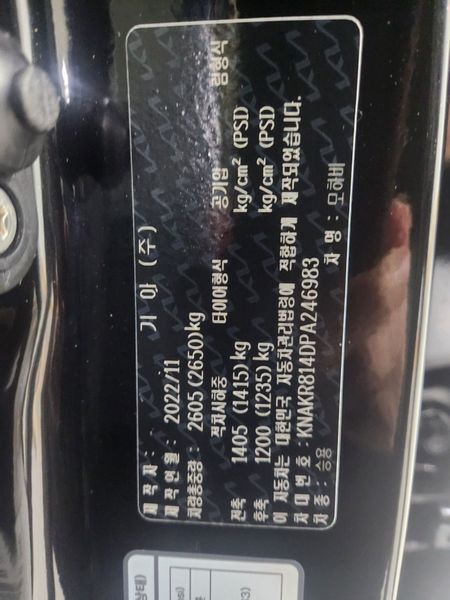 제 작 자 : 기 아 (주)
제작연월 : 2022/11
차량총중량 : 2605(2650)kg
적차시하중 타이어형식 공기압 림형식
전축 1405 (1415)kg kg/cm² (PSI)
후축 1200 (1235)kg kg/cm² (PSI)
이 자동차는 대한민국 자동차관리법령에 적합하게 제작되었습니다.
차 대 번 호 : KNAKR814DPA246983
차 종 : 승용 차 명 : 모하비